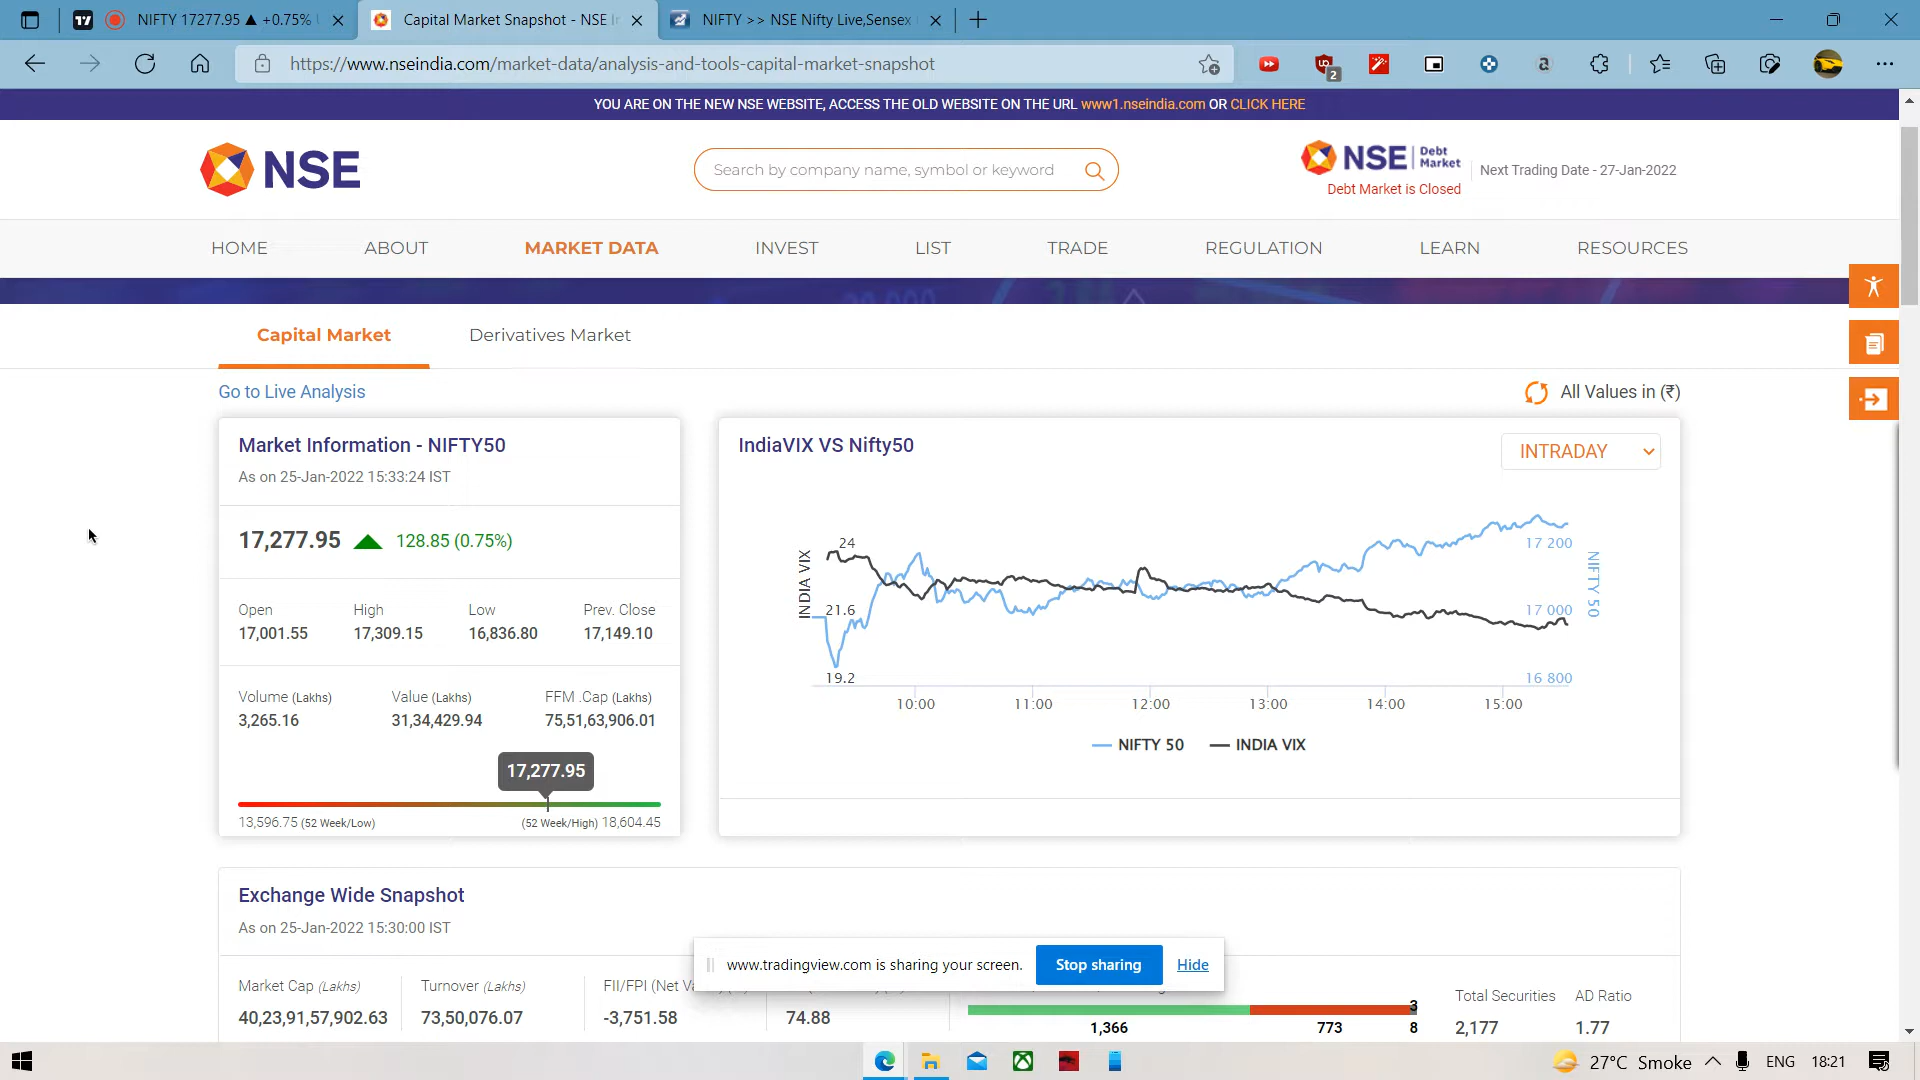 NIFTY 17277.95 ▲ +0.75%
Capital Market Snapshot - NSE
NIFTY >> NSE Nifty Live,Sensex
https://www.nseindia.com/market-data/analysis-and-tools-capital-market-snapshot
2
YOU ARE ON THE NEW NSE WEBSITE, ACCESS THE OLD WEBSITE ON THE URL www1.nseindia.com OR CLICK HERE
NSE
Search by company name, symbol or keyword
NSE Debt Market
Debt Market is Closed
Next Trading Date - 27-Jan-2022
HOME ABOUT MARKET DATA INVEST LIST TRADE REGULATION LEARN RESOURCES
Capital Market Derivatives Market
Go to Live Analysis
All Values in (₹)
Market Information - NIFTY50
As on 25-Jan-2022 15:33:24 IST
17,277.95 128.85 (0.75%)
Open High Low Prev. Close
17,001.55 17,309.15 16,836.80 17,149.10
Volume (Lakhs) Value (Lakhs) FFM .Cap (Lakhs)
3,265.16 31,34,429.94 75,51,63,906.01
17,277.95
13,596.75 (52 Week/Low) (52 Week/High) 18,604.45
IndiaVIX VS Nifty50
INTRADAY
INDIA VIX
24
21.6
19.2
17 200
17 000
16 800
NIFTY 50
10:00 11:00 12:00 13:00 14:00 15:00
NIFTY 50 INDIA VIX
Exchange Wide Snapshot
As on 25-Jan-2022 15:30:00 IST
www.tradingview.com is sharing your screen. Stop sharing Hide
Market Cap (Lakhs) Turnover (Lakhs) FII/FPI (Net
40,23,91,57,902.63 73,50,076.07 -3,751.58 74.88
3
1,366 773 8
Total Securities AD Ratio
2,177 1.77
27°C Smoke ENG 18:21